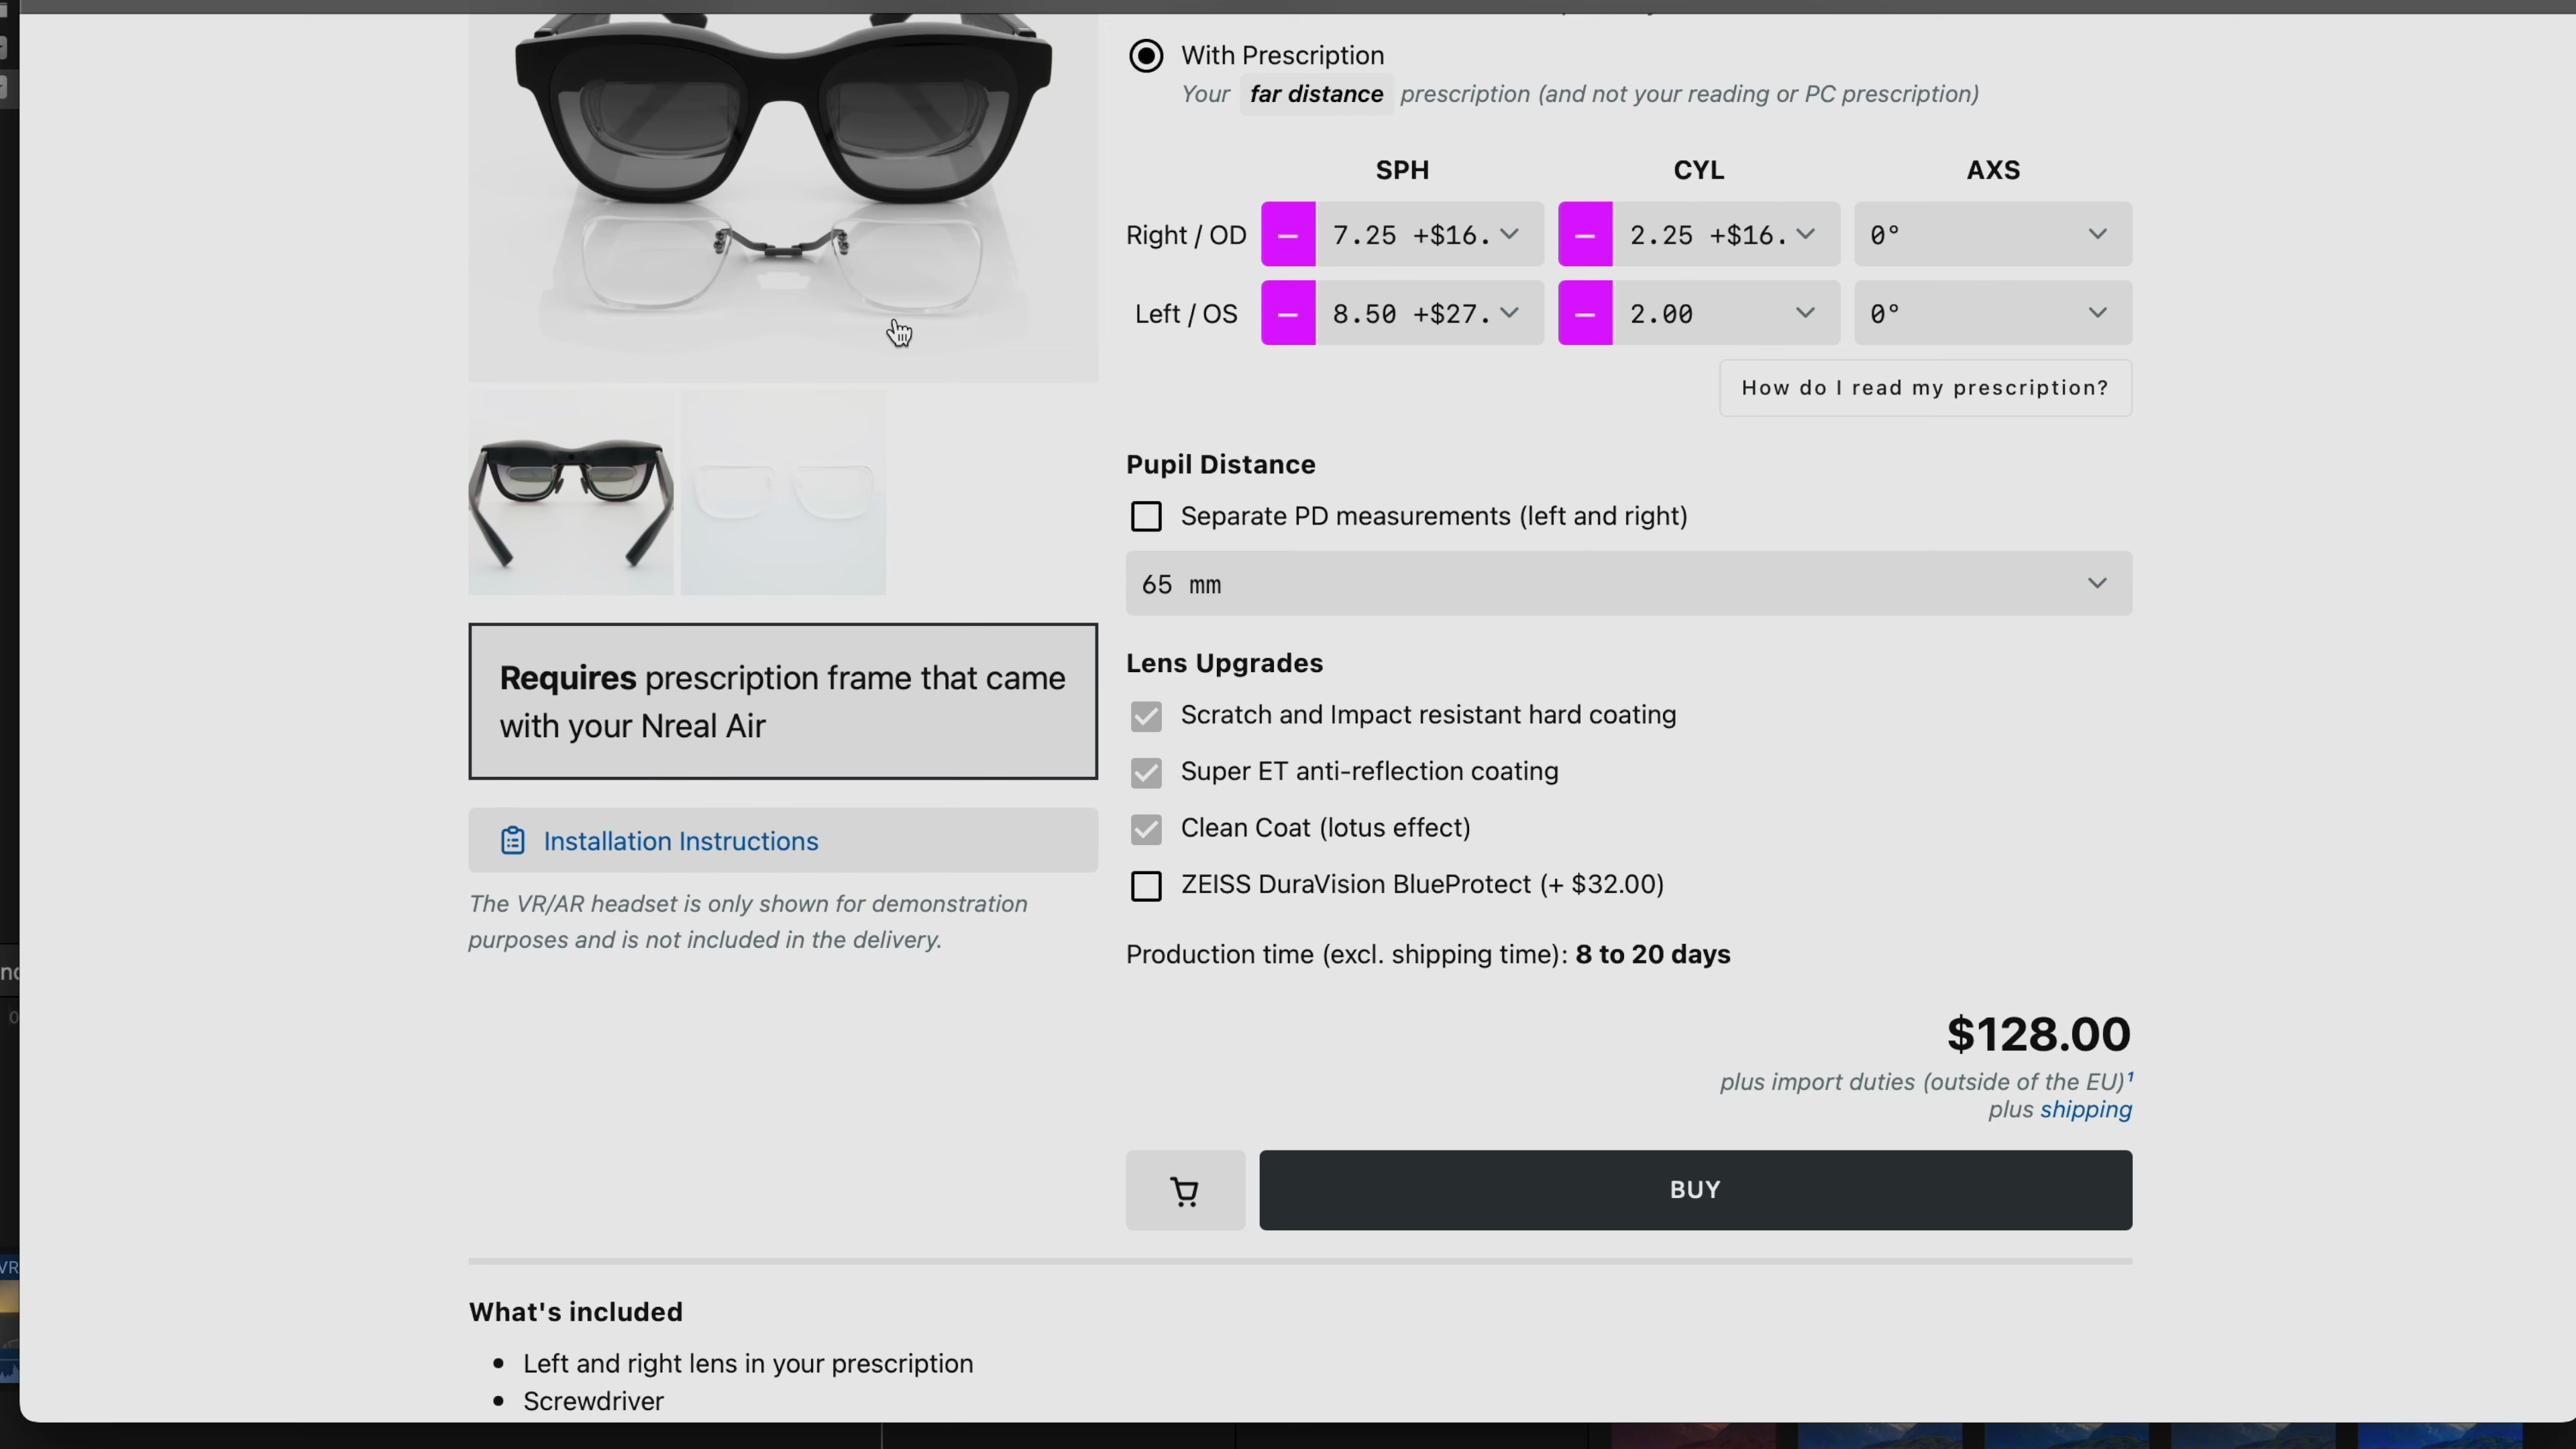 With Prescription
Your far distance prescription (and not your reading or PC prescription)
SPH CYL AXS
Right / OD − 7.25 +$16. − 2.25 +$16. 0°
Left / OS − 8.50 +$27. − 2.00 0°
How do I read my prescription?
Pupil Distance
Separate PD measurements (left and right)
65 mm
Lens Upgrades
Scratch and Impact resistant hard coating
Super ET anti-reflection coating
Clean Coat (lotus effect)
ZEISS DuraVision BlueProtect (+ $32.00)
Production time (excl. shipping time): 8 to 20 days
$128.00
plus import duties (outside of the EU)¹
plus shipping
BUY
Requires prescription frame that came
with your Nreal Air
Installation Instructions
The VR/AR headset is only shown for demonstration
purposes and is not included in the delivery.
What's included
• Left and right lens in your prescription
• Screwdriver
VR